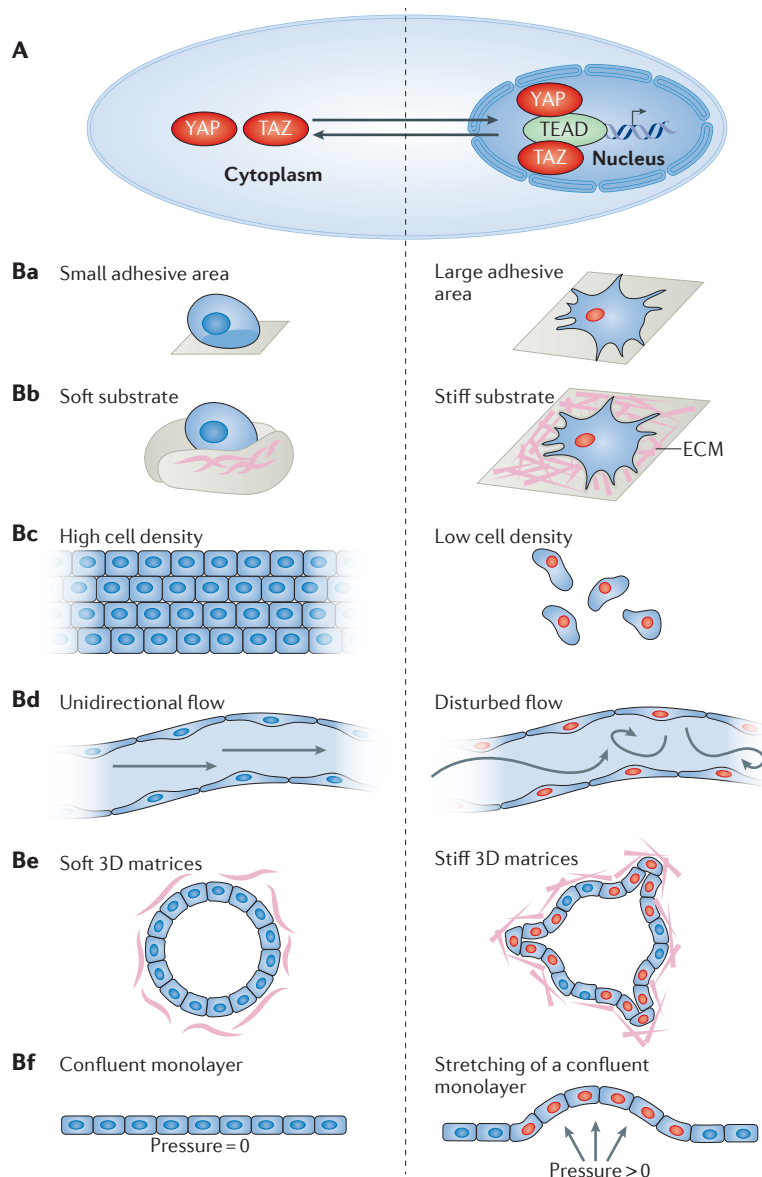 A
YAP
TAZ
Cytoplasm
YAP
TEAD
TAZ
Nucleus
Ba
Small adhesive area
Large adhesive
area
Bb
Soft substrate
Stiff substrate
ECM
Bc
High cell density
Low cell density
Bd
Unidirectional flow
Disturbed flow
Be
Soft 3D matrices
Stiff 3D matrices
Bf
Confluent monolayer
Pressure = 0
Stretching of a confluent
monolayer
Pressure > 0